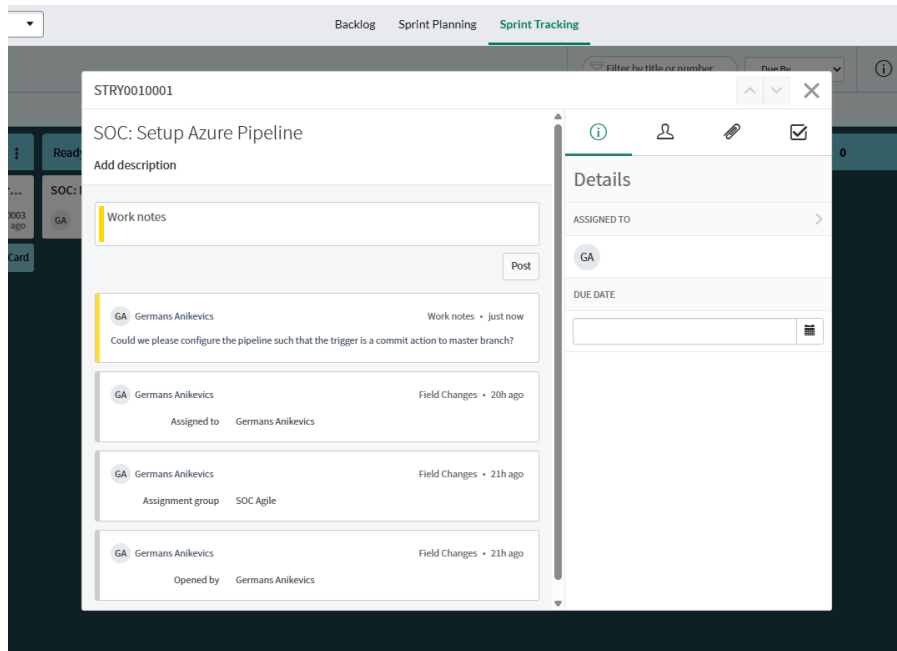 Backlog Sprint Planning Sprint Tracking
Filter by title or number Due By
STRY0010001
Ready
0
SOC: Setup Azure Pipeline
Add description
SOC:
0003
ago
GA
Card
Work notes
Post
GA Germans Anikevics Work notes • just now
Could we please configure the pipeline such that the trigger is a commit action to master branch?
GA Germans Anikevics Field Changes • 20h ago
Assigned to Germans Anikevics
GA Germans Anikevics Field Changes • 21h ago
Assignment group SOC Agile
GA Germans Anikevics Field Changes • 21h ago
Opened by Germans Anikevics
Details
ASSIGNED TO
GA
DUE DATE